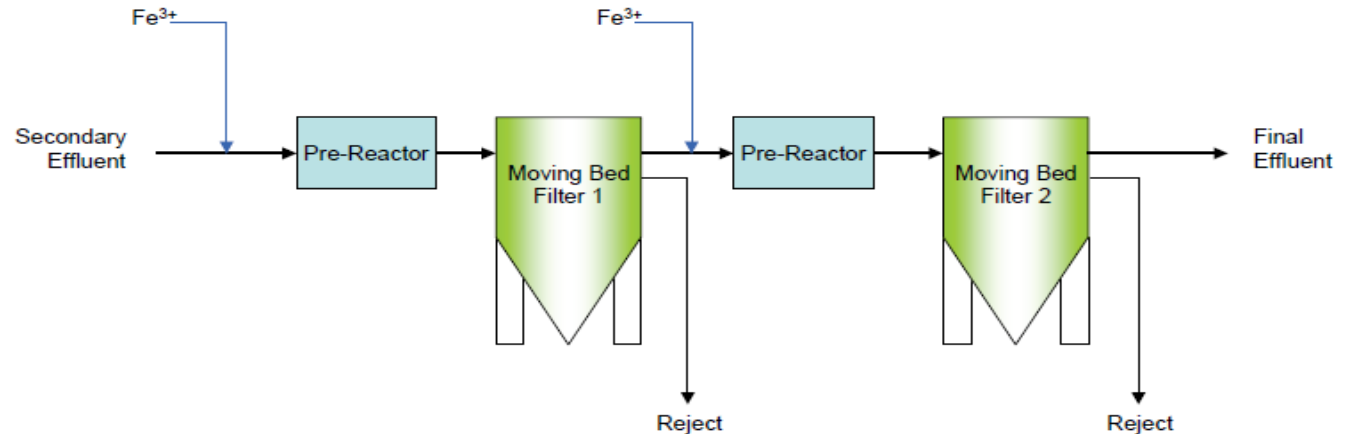 Fe³⁺
Fe³⁺
Secondary
Effluent
Pre-Reactor
Moving Bed
Filter 1
Pre-Reactor
Moving Bed
Filter 2
Final
Effluent
Reject
Reject